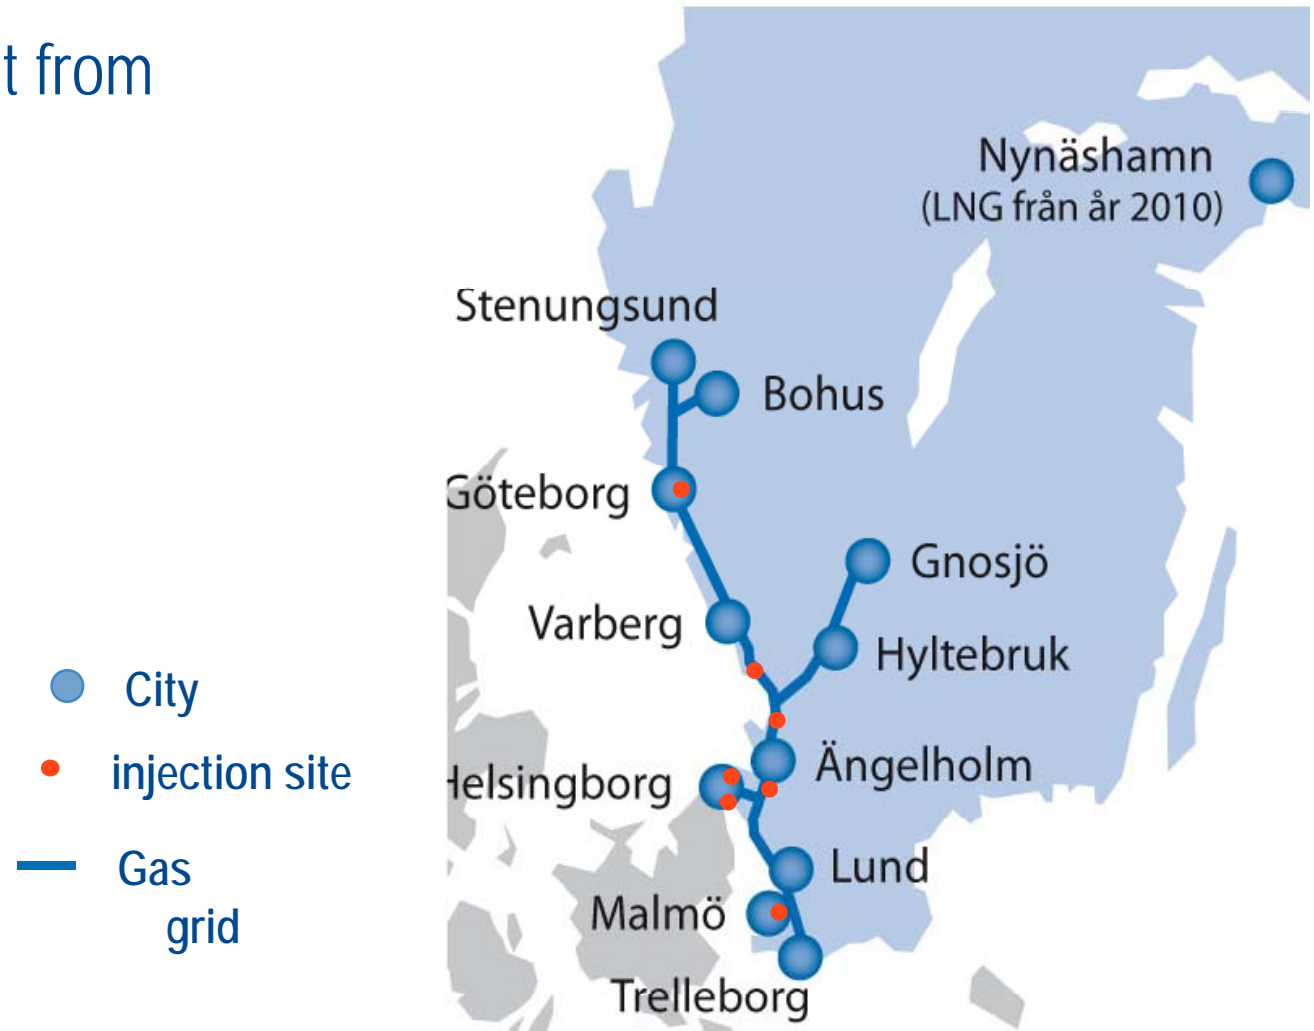 t from
Nynäshamn
(LNG från år 2010)
Stenungsund
Bohus
Göteborg
Gnosjö
Varberg
Hyltebruk
City
injection site
Ängelholm
Helsingborg
Gas
grid
Lund
Malmö
Trelleborg